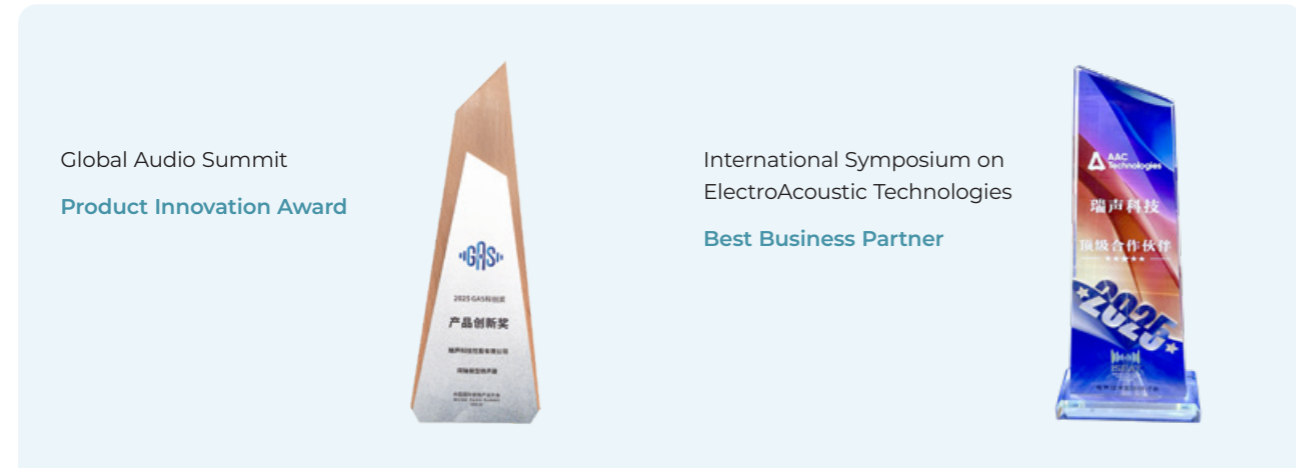 Global Audio Summit
Product Innovation Award
GAS
2025 GAS科创奖
产品创新奖
International Symposium on
ElectroAcoustic Technologies
Best Business Partner
AAC
Technologies
瑞声科技
顶级合作伙伴
2025